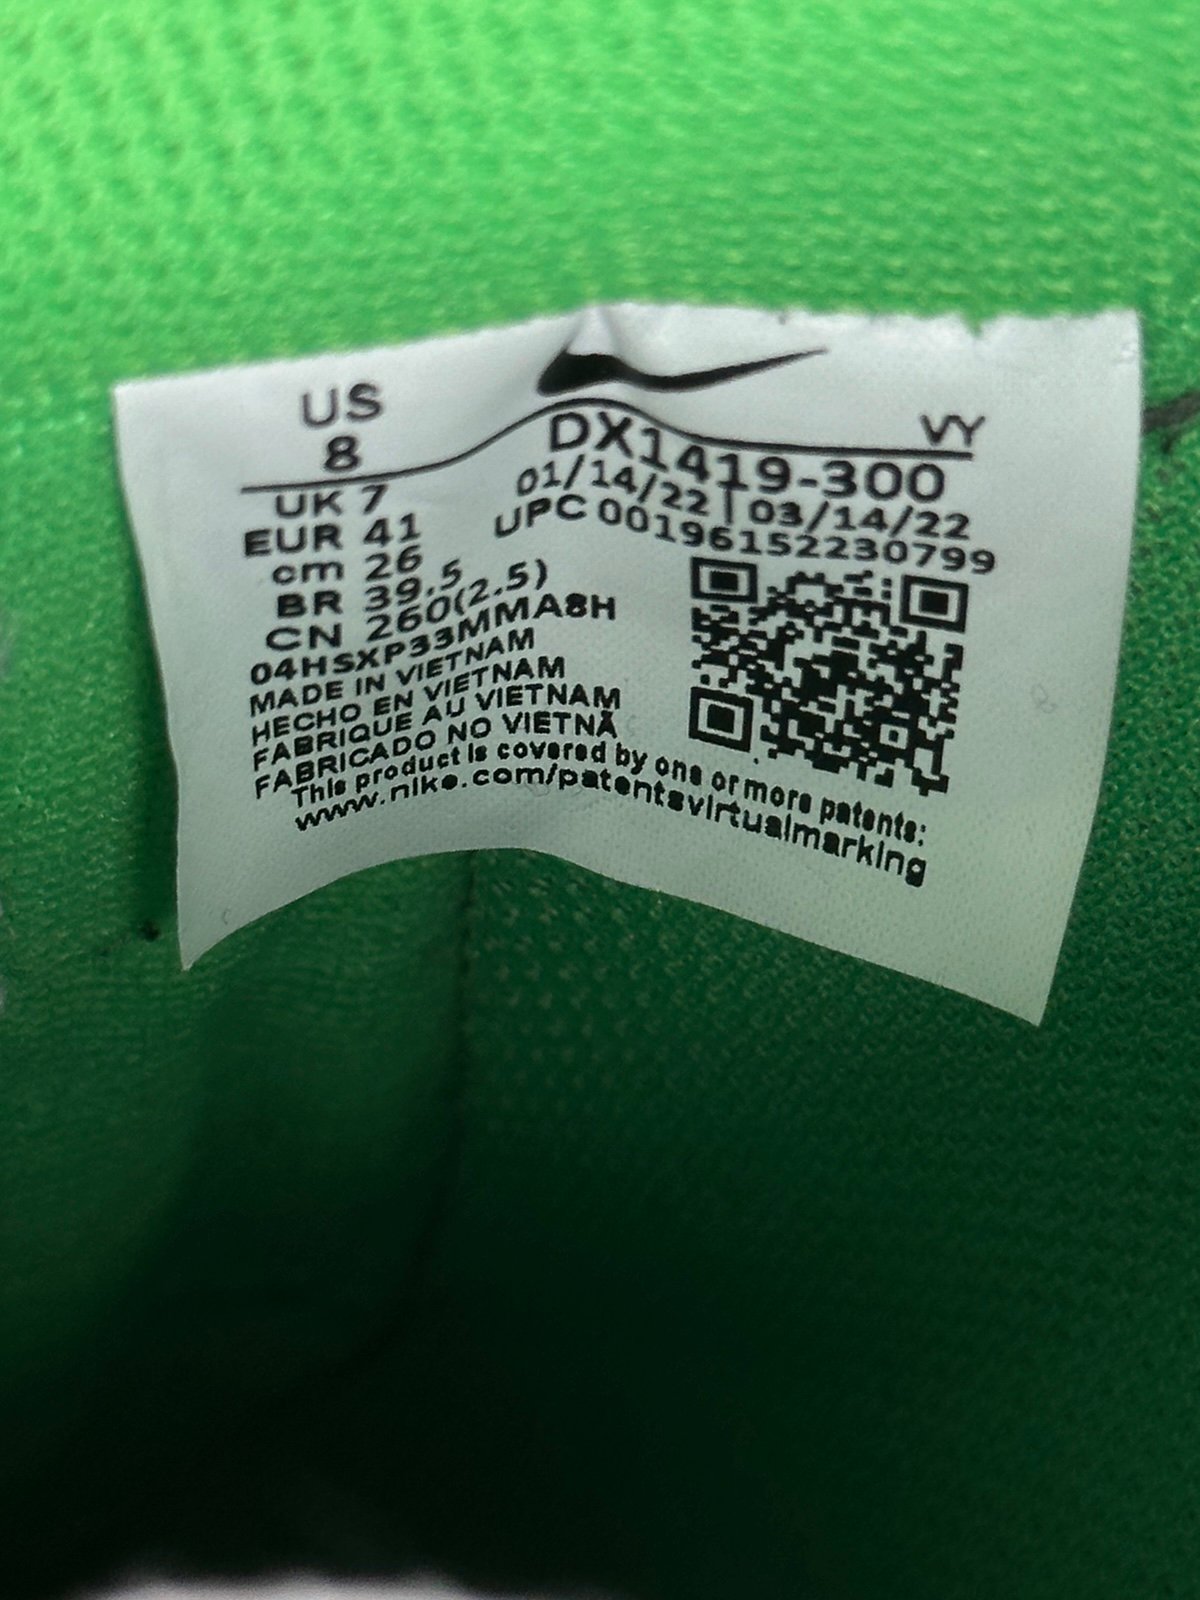 US
8
UK 7
EUR 41
cm 26
BR 39.5
CN 260(2.5)
04HSXP33MMA8H
MADE IN VIETNAM
HECHO EN VIETNAM
FABRIQUE AU VIETNAM
FABRICADO NO VIETNÃ
This product is covered by one or more patents:
www.nike.com/patentsvirtualmarking
VY
DX1419-300
01/14/22 | 03/14/22
UPC 00196152230799